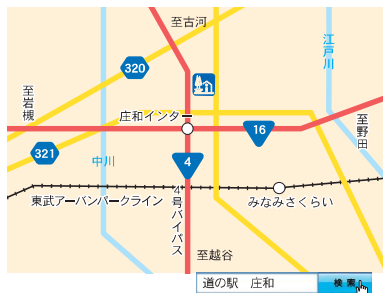 至古河
江戸川
320
至岩槻
庄和インター
16
至野田
321
中川
4
東武アーバンパークライン
4号バイパス
みなみさくらい
至越谷
道の駅 庄和
検索